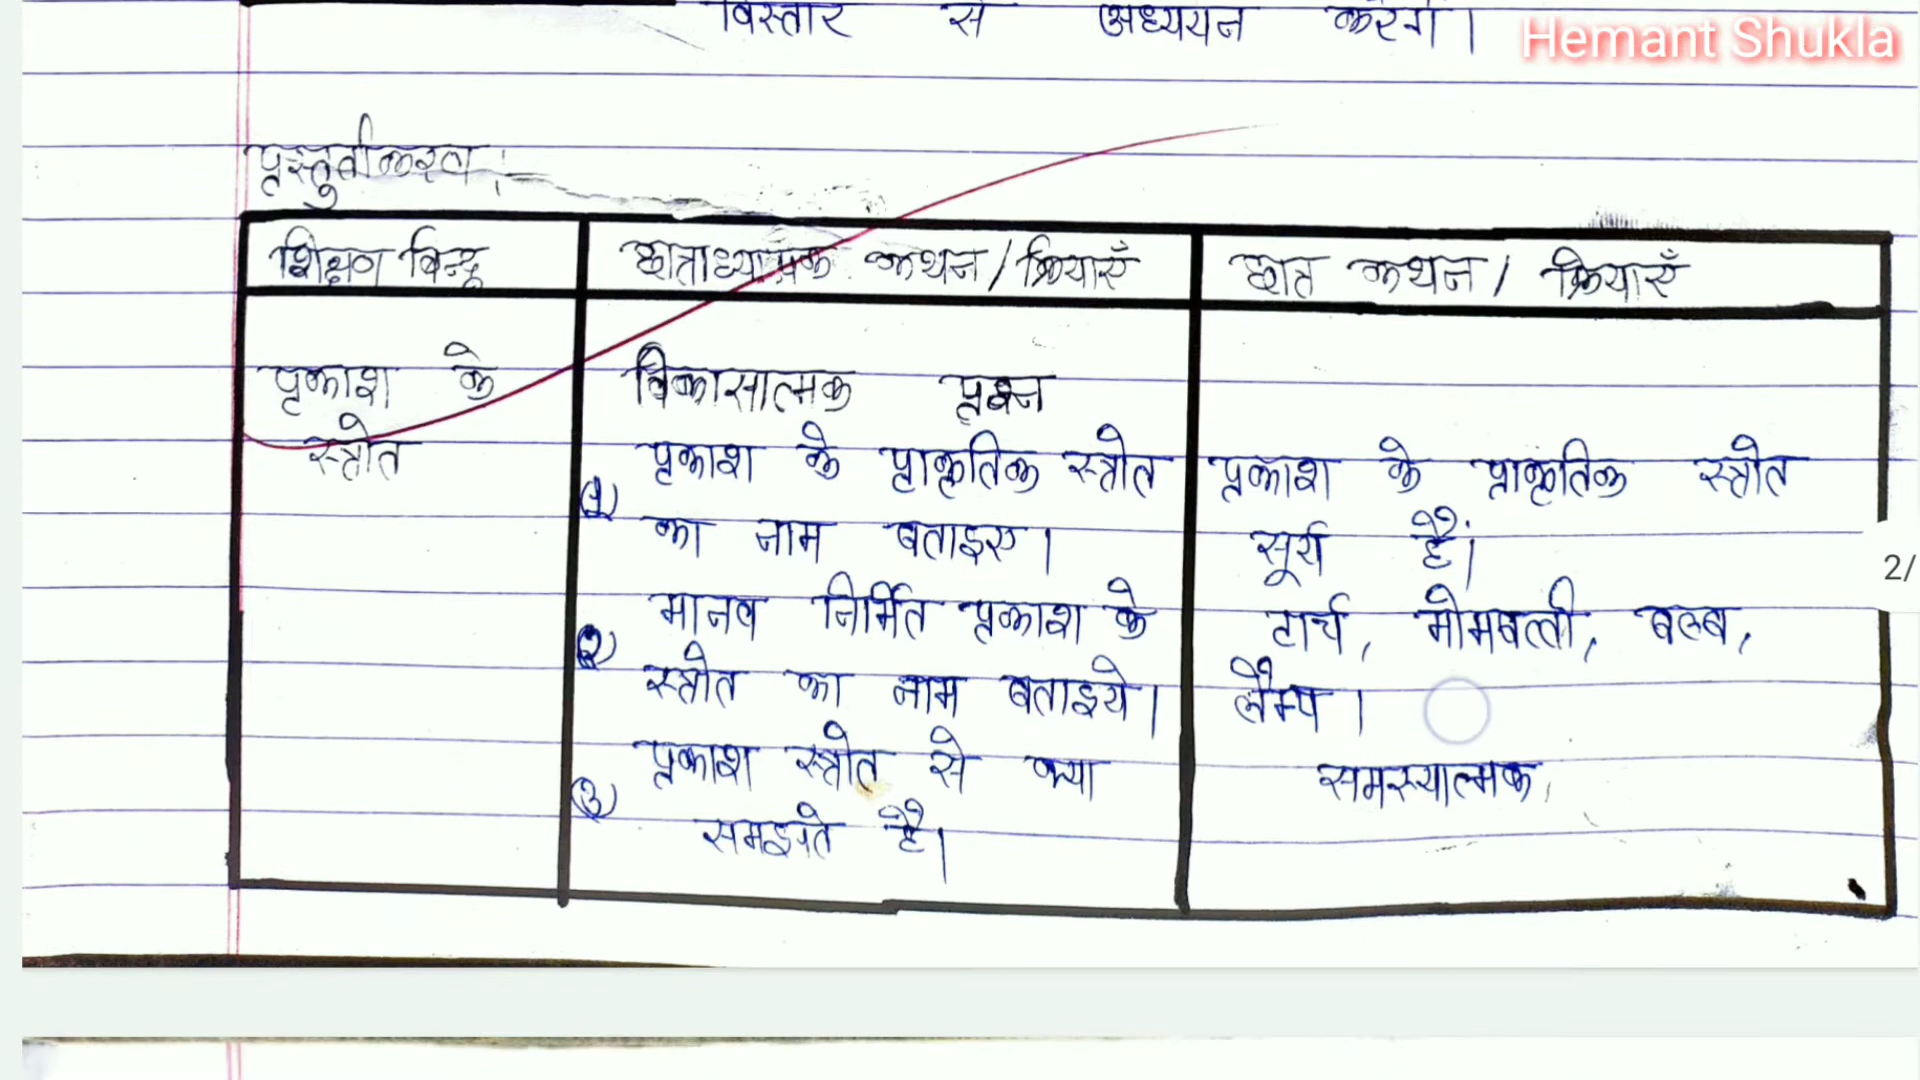 विस्तार से अध्ययन करेंगे।
Hemant Shukla
प्रस्तुतीकरण:
शिक्षण बिन्दू
छात्राध्यापक कथन / क्रियाएँ
छात्र कथन / क्रियाएँ
प्रकाश के
स्त्रोत
विकासात्मक प्रश्न
(1) प्रकाश के प्राकृतिक स्त्रोत
का नाम बताइए।
(2) मानव निर्मित प्रकाश के
स्त्रोत का नाम बताइये।
(3) प्रकाश स्त्रोत से क्या
समझते है।
प्रकाश के प्राकृतिक स्त्रोत
सूर्य हैं।
टार्च, मोमबत्ती, बल्ब,
लैम्प।
समस्यात्मक
2/